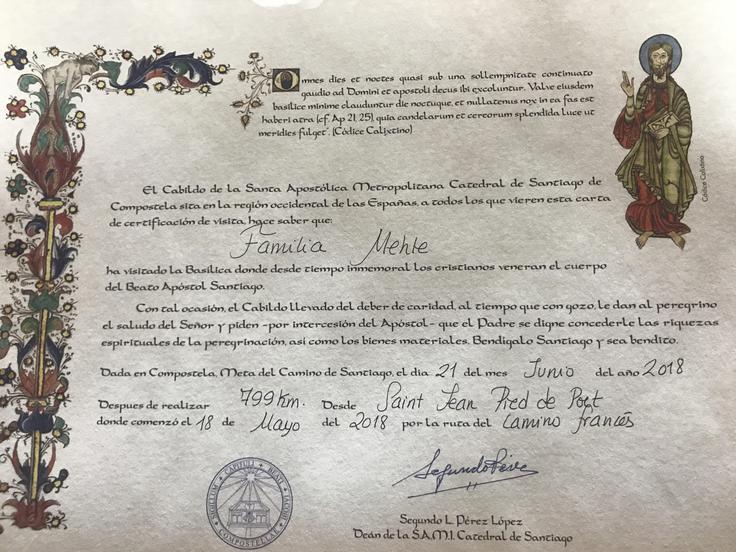 Omnes dies et noctes quasi sub una sollempnitate continuato
gaudio ad Domini et apostoli decus ibi excoluntur. Valve eiusdem
basilice minime clauduntur die noctuque, et nullatenus nox in ea fas est
haberi atra (cf. Ap 21, 25), quia candelarum et cereorum splendida luce ut
meridies fulget". (Códice Calixtino)
Códice Calixtino
El Cabildo de la Santa Apostólica Metropolitana Catedral de Santiago de
Compostela sita en la región occidental de las Españas, a todos los que vieren esta carta
de certificación de visita, hace saber que:
Familia Mehle
ha visitado la Basílica donde desde tiempo inmemorial los cristianos veneran el cuerpo
del Beato Apóstol Santiago.
Con tal ocasión, el Cabildo llevado del deber de caridad, al tiempo que con gozo, le dan al peregrino
el saludo del Señor y piden -por intercesión del Apóstol- que el Padre se digne concederle las riquezas
espirituales de la peregrinación, así como los bienes materiales. Bendígalo Santiago y sea bendito.
Dada en Compostela, Meta del Camino de Santiago, el día 21 del mes Junio del año 2018
Despues de realizar 799 Km. Desde Saint Jean Pied de Port
donde comenzó el 18 de Mayo del 2018 por la ruta del Camino francés
SIGILLUM CAPITULI BEATI IACOBI COMPOSTELLAE
Segundo Pérez
Segundo L. Pérez López
Deán de la S.A.M.I. Catedral de Santiago